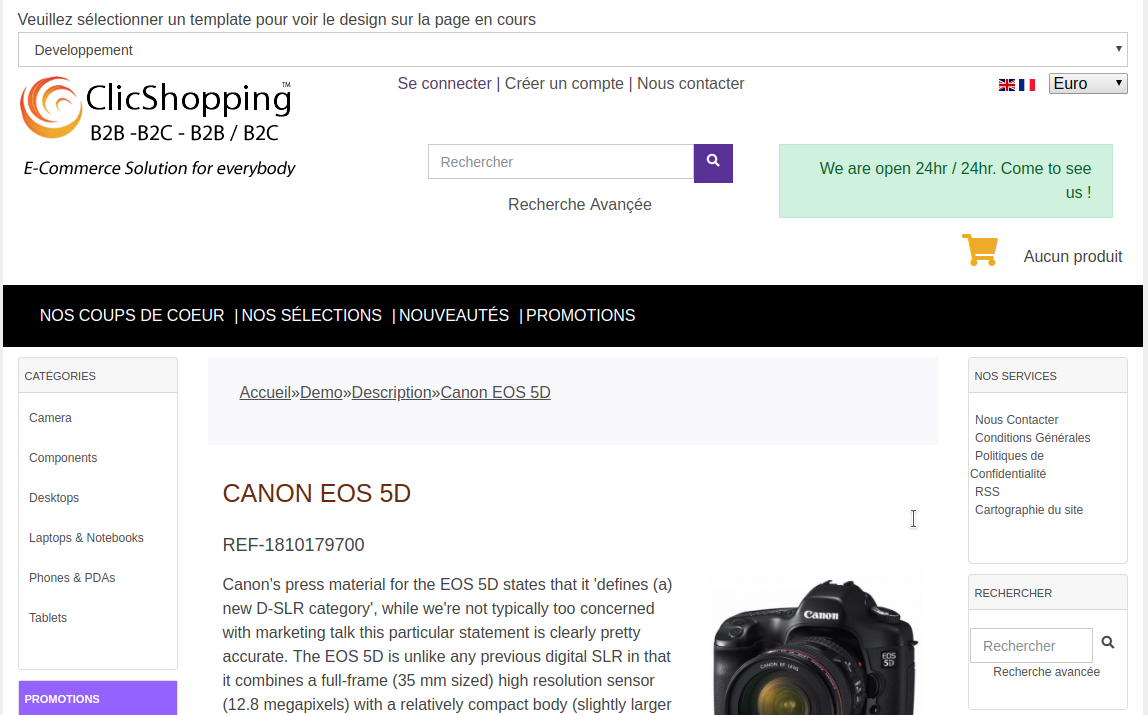 Veuillez sélectionner un template pour voir le design sur la page en cours
Developpement
ClicShopping™
B2B -B2C - B2B / B2C
E-Commerce Solution for everybody
Se connecter | Créer un compte | Nous contacter
Euro
Rechercher
Recherche Avançée
We are open 24hr / 24hr. Come to see
us !
Aucun produit
NOS COUPS DE COEUR | NOS SÉLECTIONS | NOUVEAUTÉS | PROMOTIONS
CATÉGORIES
Camera
Components
Desktops
Laptops & Notebooks
Phones & PDAs
Tablets
PROMOTIONS
Accueil»Demo»Description»Canon EOS 5D
CANON EOS 5D
REF-1810179700
Canon's press material for the EOS 5D states that it 'defines (a)
new D-SLR category', while we're not typically too concerned
with marketing talk this particular statement is clearly pretty
accurate. The EOS 5D is unlike any previous digital SLR in that
it combines a full-frame (35 mm sized) high resolution sensor
(12.8 megapixels) with a relatively compact body (slightly larger
Canon
EOS
5D
CANON EF LENS
NOS SERVICES
Nous Contacter
Conditions Générales
Politiques de
Confidentialité
RSS
Cartographie du site
RECHERCHER
Rechercher
Recherche avancée